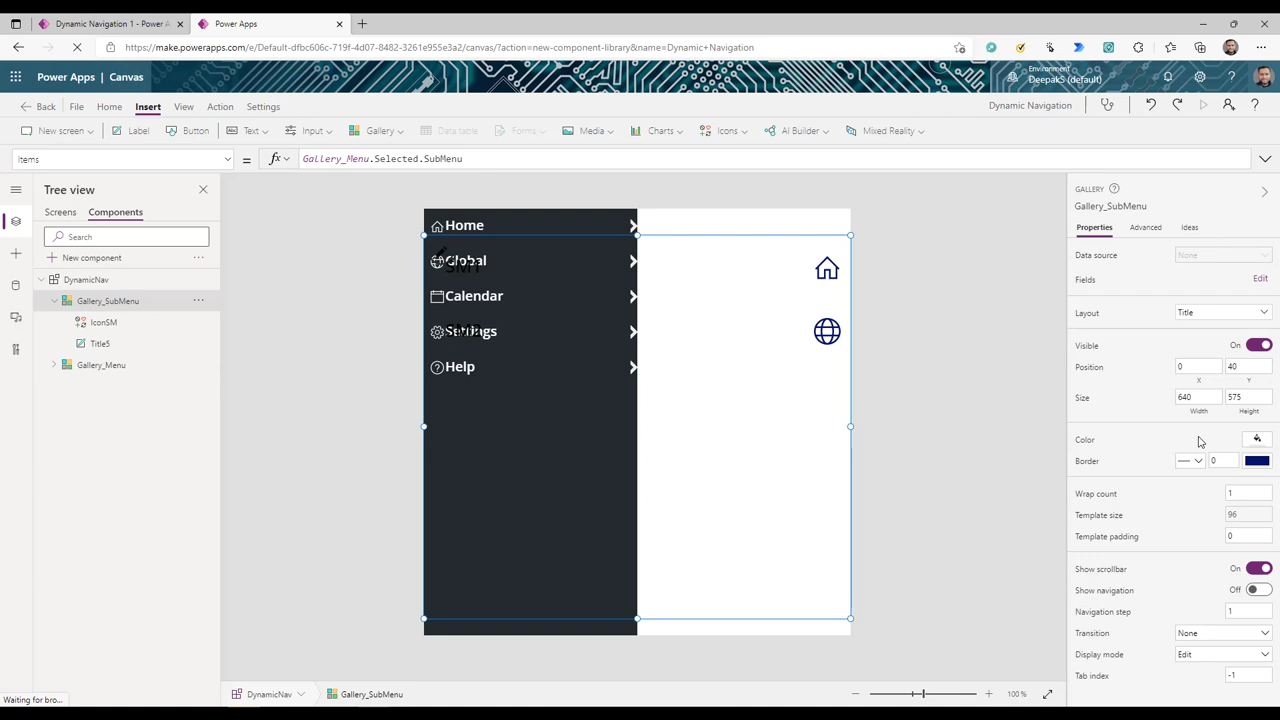 Dynamic Navigation 1 - Power A
Power Apps
https://make.powerapps.com/e/Default-dfbc606c-719f-4d07-8482-3261e955e3a2/canvas/?action=new-component-library&name=Dynamic+Navigation
Power Apps | Canvas
Environment
DeepakS (default)
Back File Home Insert View Action Settings Dynamic Navigation
New screen Label Button Text Input Gallery Data table Forms Media Charts Icons AI Builder Mixed Reality
Items = fx Gallery_Menu.Selected.SubMenu
Tree view
Screens Components
Search
New component
DynamicNav
Gallery_SubMenu
IconSM
Title5
Gallery_Menu
Home
Global
SM1
Calendar
Settings
SM2
Help
GALLERY
Gallery_SubMenu
Properties Advanced Ideas
Data source None
Fields Edit
Layout Title
Visible On
Position 0 40
X Y
Size 640 575
Width Height
Color
Border 0
Wrap count 1
Template size 96
Template padding 0
Show scrollbar On
Show navigation Off
Navigation step 1
Transition None
Display mode Edit
Tab index -1
Waiting for bro...
DynamicNav Gallery_SubMenu
100 %